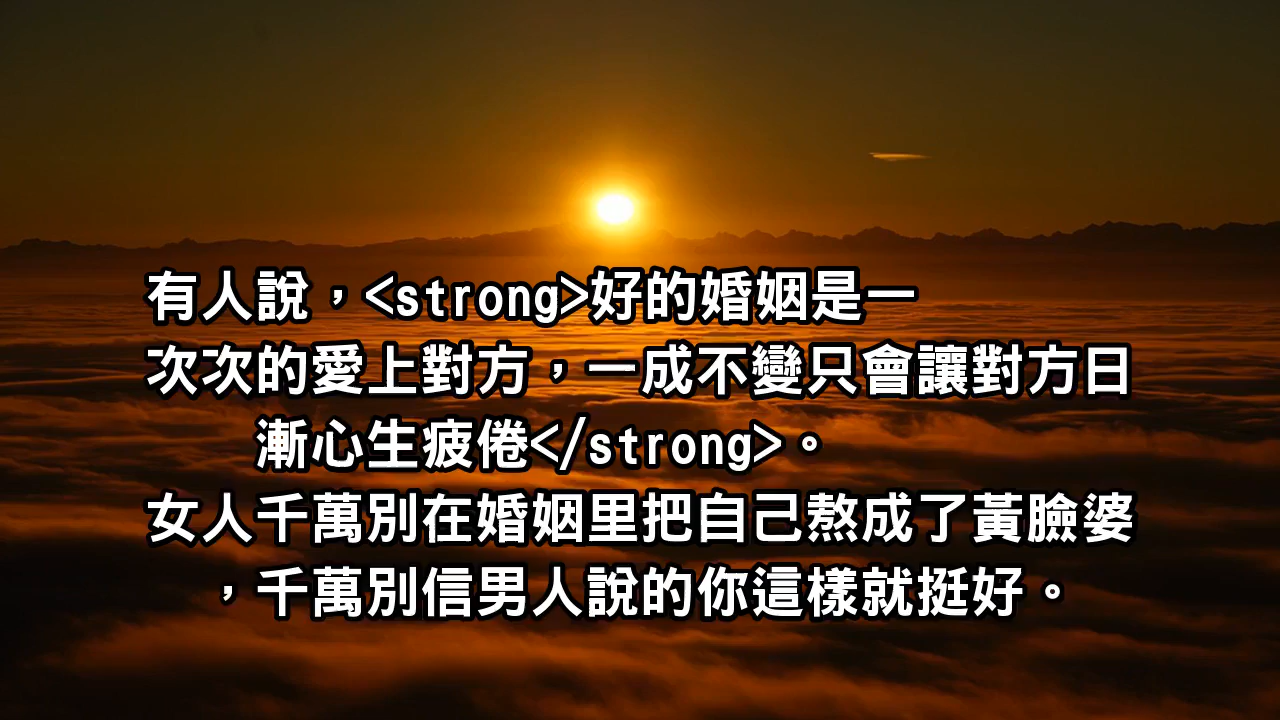 有人說，<strong>好的婚姻是一
次次的愛上對方，一成不變只會讓對方日
漸心生疲倦</strong>。
女人千萬別在婚姻里把自己熬成了黃臉婆
，千萬別信男人說的你這樣就挺好。